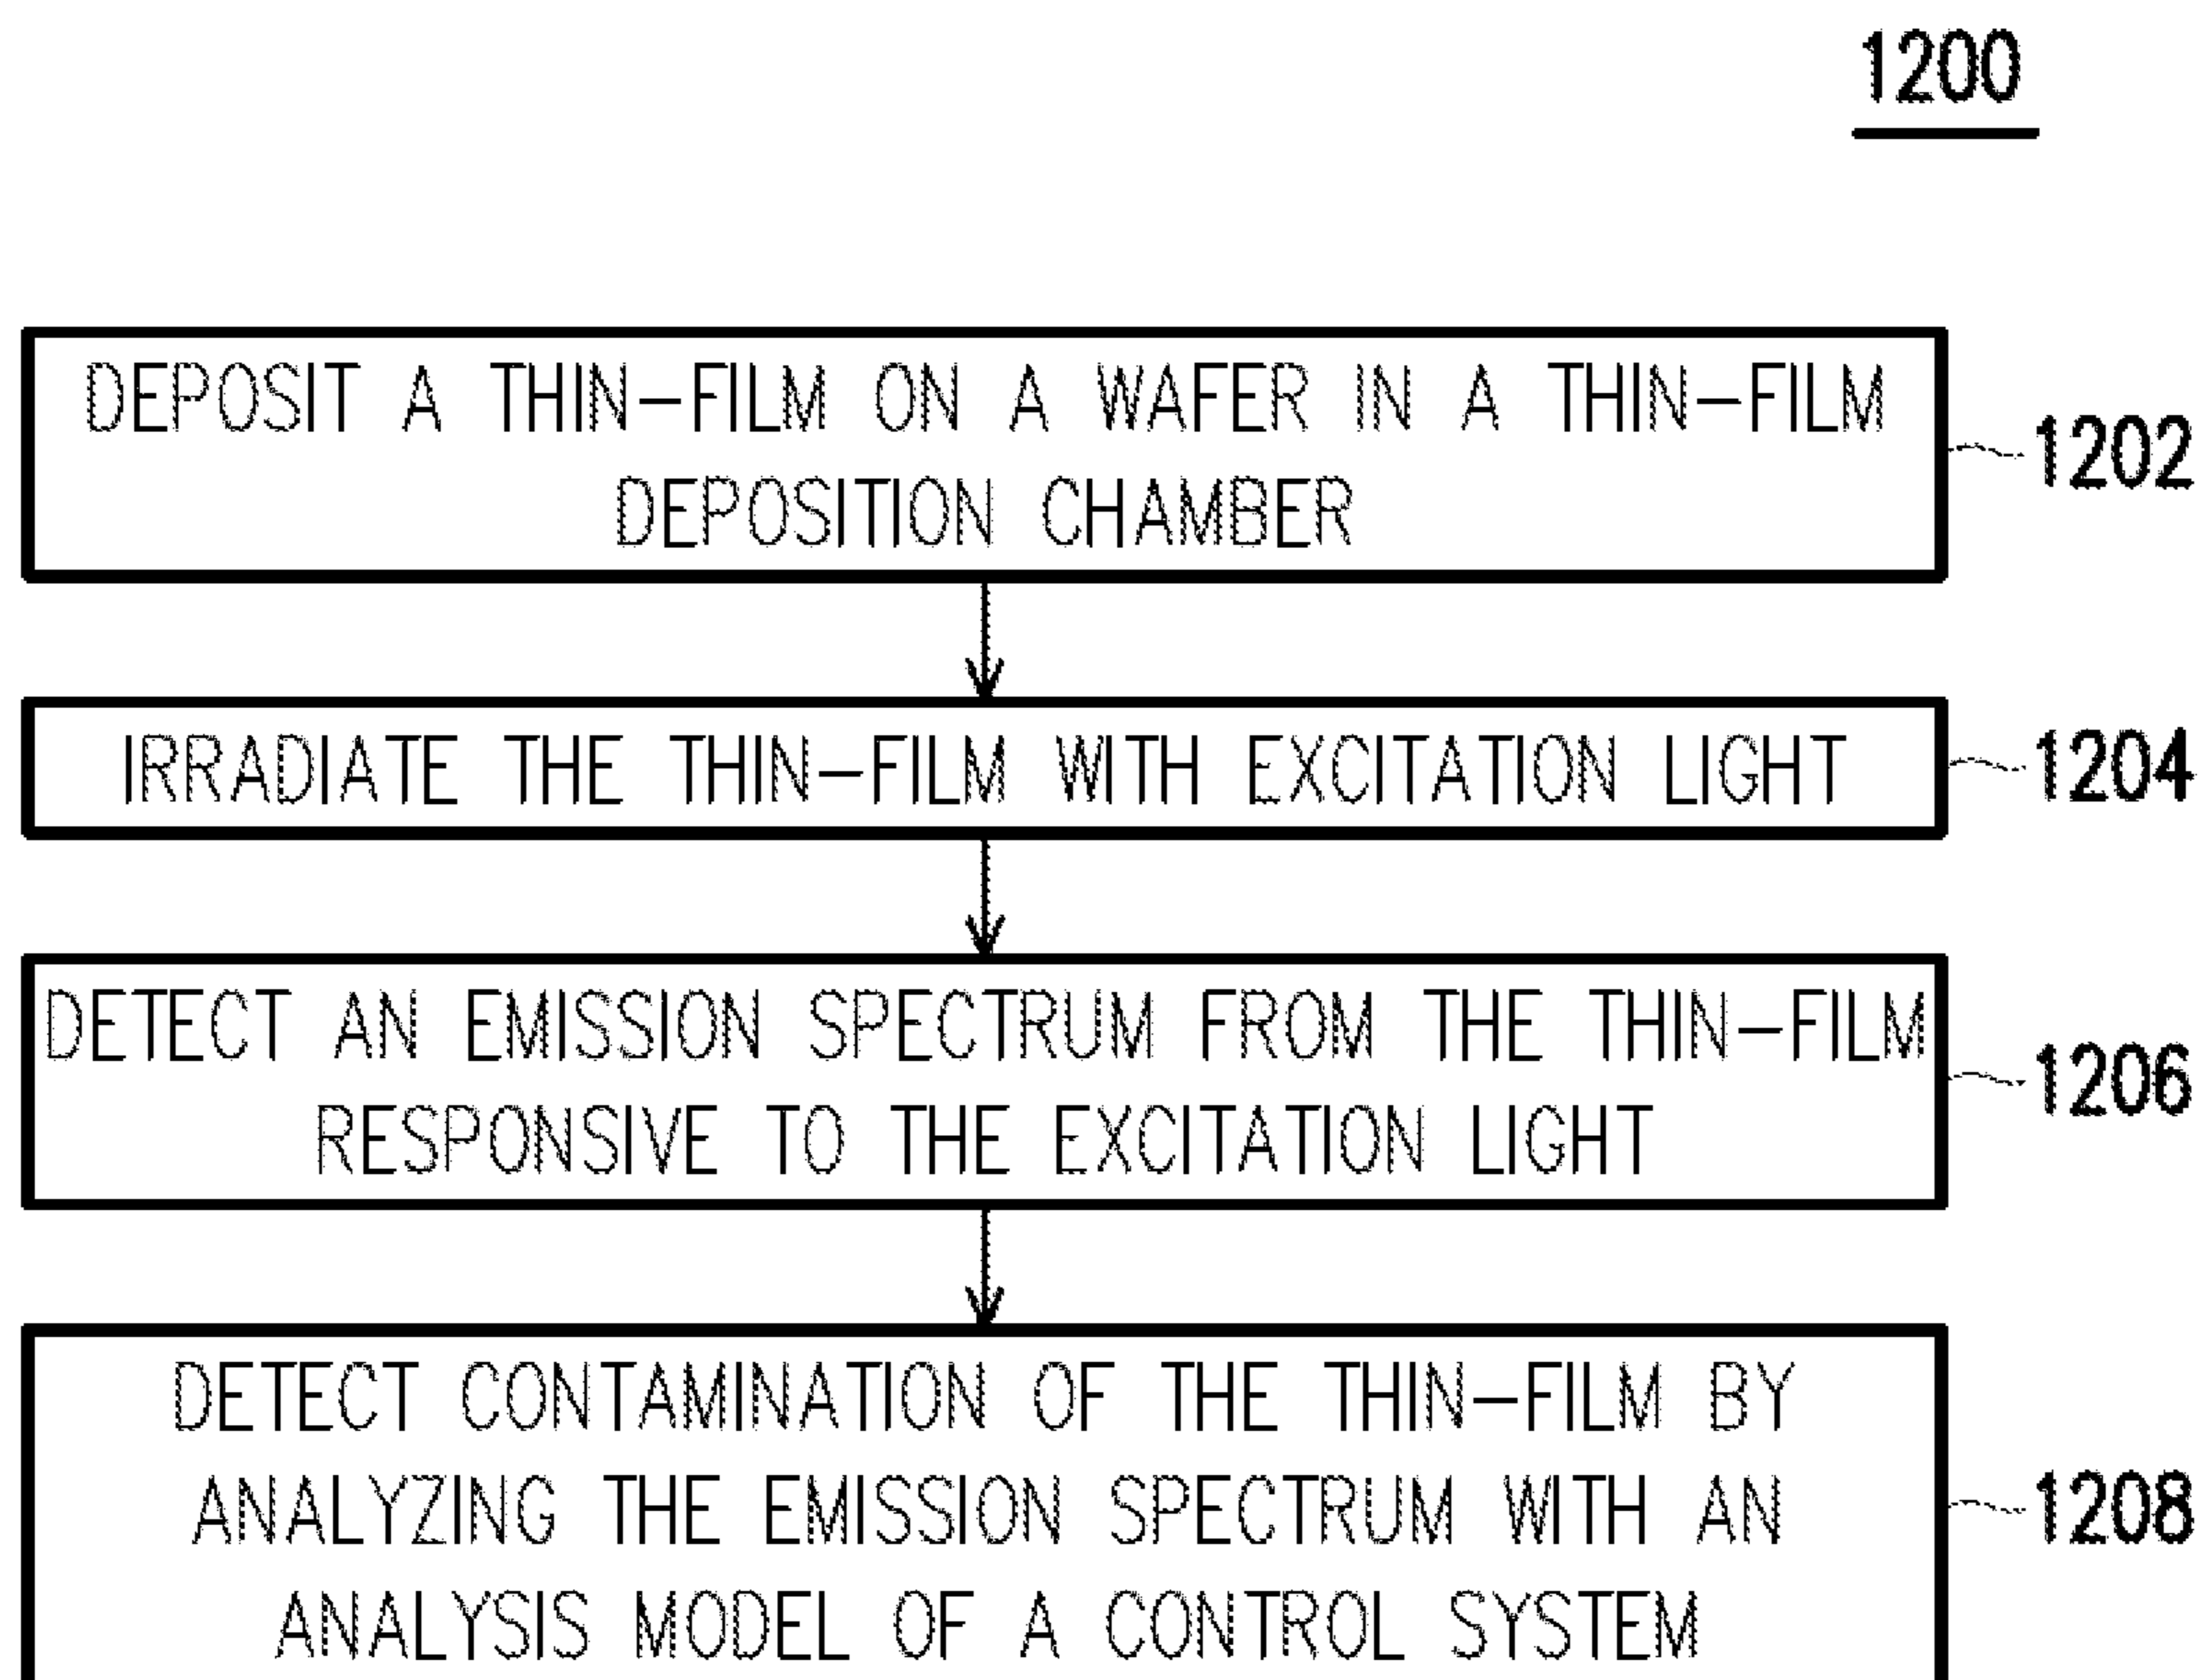 1200
DEPOSIT A THIN-FILM ON A WAFER IN A THIN-FILM
DEPOSITION CHAMBER
1202
IRRADIATE THE THIN-FILM WITH EXCITATION LIGHT
1204
DETECT AN EMISSION SPECTRUM FROM THE THIN-FILM
RESPONSIVE TO THE EXCITATION LIGHT
1206
DETECT CONTAMINATION OF THE THIN-FILM BY
ANALYZING THE EMISSION SPECTRUM WITH AN
ANALYSIS MODEL OF A CONTROL SYSTEM
1208